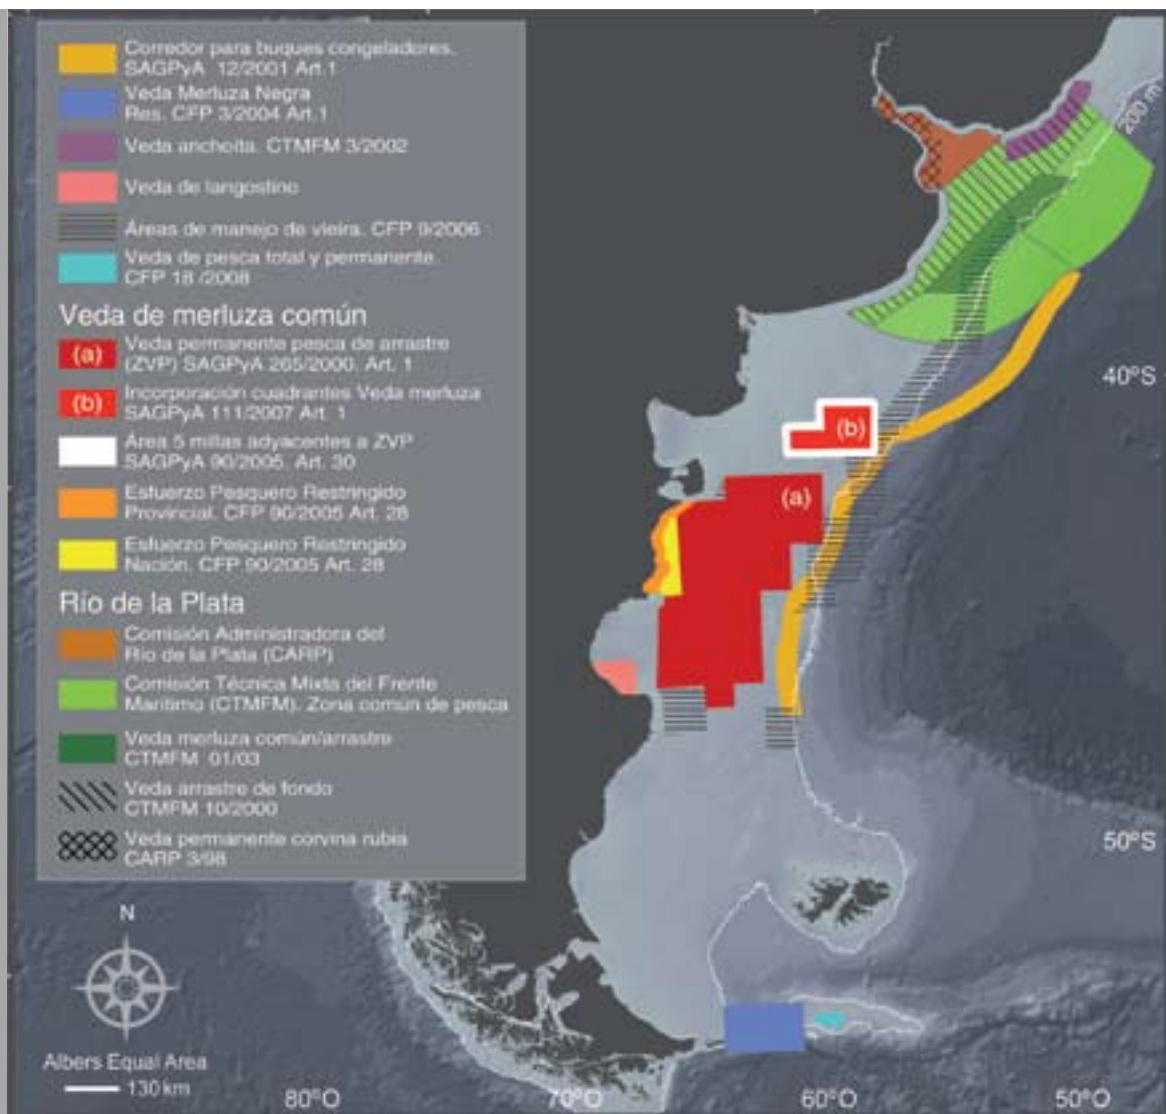 Corredor para buques congeladores.
SAGPyA 12/2001 Art.1
Veda Merluza Negra
Res. CFP 3/2004 Art.1
Veda anchoíta. CTMFM 3/2002
Veda de langostino
Áreas de manejo de vieira. CFP 9/2006
Veda de pesca total y permanente.
CFP 18 /2008
Veda de merluza común
(a)
Veda permanente pesca de arrastre
(ZVP) SAGPyA 265/2000. Art. 1
(b)
Incorporación cuadrantes Veda merluza
SAGPyA 111/2007 Art. 1
Área 5 millas adyacentes a ZVP
SAGPyA 90/2005. Art. 30
Esfuerzo Pesquero Restringido
Provincial. CFP 90/2005 Art. 28
Esfuerzo Pesquero Restringido
Nación. CFP 90/2005 Art. 28
Río de la Plata
Comisión Administradora del
Río de la Plata (CARP)
Comisión Técnica Mixta del Frente
Marítimo (CTMFM). Zona común de pesca
Veda merluza común/arrastre
CTMFM 01/03
Veda arrastre de fondo
CTMFM 10/2000
Veda permanente corvina rubia
CARP 3/98
200 m
40ºS
(b)
(a)
50ºS
N
Albers Equal Area
130 km
80ºO
70ºO
60ºO
50ºO